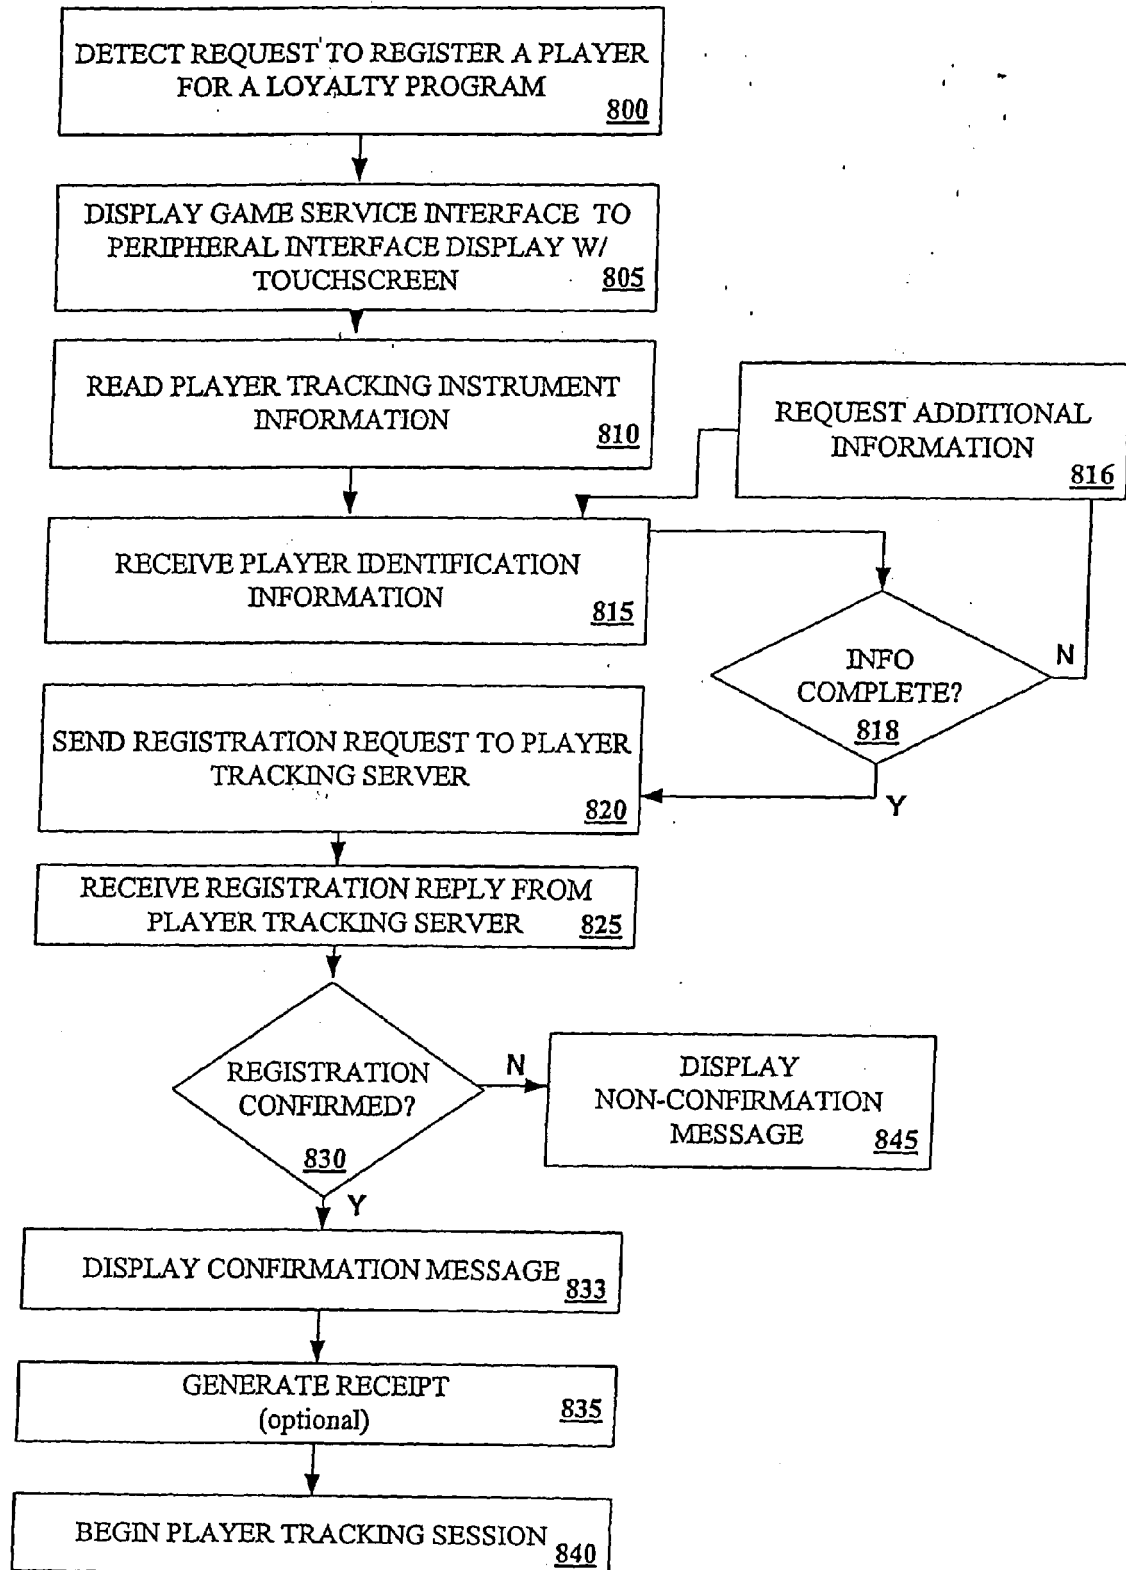 DETECT REQUEST TO REGISTER A PLAYER
FOR A LOYALTY PROGRAM
800
DISPLAY GAME SERVICE INTERFACE TO
PERIPHERAL INTERFACE DISPLAY W/
TOUCHSCREEN
805
READ PLAYER TRACKING INSTRUMENT
INFORMATION
810
REQUEST ADDITIONAL
INFORMATION
816
RECEIVE PLAYER IDENTIFICATION
INFORMATION
815
INFO
COMPLETE?
818
N
Y
SEND REGISTRATION REQUEST TO PLAYER
TRACKING SERVER
820
RECEIVE REGISTRATION REPLY FROM
PLAYER TRACKING SERVER
825
REGISTRATION
CONFIRMED?
830
N
Y
DISPLAY
NON-CONFIRMATION
MESSAGE
845
DISPLAY CONFIRMATION MESSAGE
833
GENERATE RECEIPT
(optional)
835
BEGIN PLAYER TRACKING SESSION
840